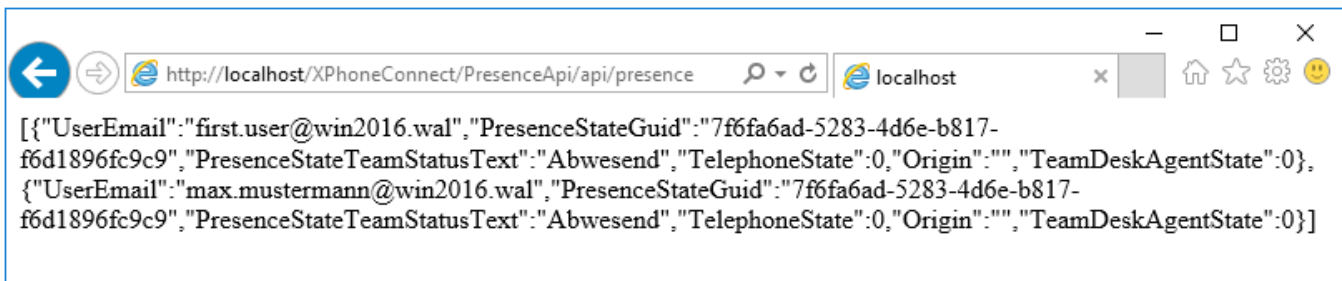 http://localhost/XPhoneConnect/PresenceApi/api/presence
localhost
[{"UserEmail":"first.user@win2016.wal","PresenceStateGuid":"7f6fa6ad-5283-4d6e-b817-
f6d1896fc9c9","PresenceStateTeamStatusText":"Abwesend","TelephoneState":0,"Origin":"","TeamDeskAgentState":0},
{"UserEmail":"max.mustermann@win2016.wal","PresenceStateGuid":"7f6fa6ad-5283-4d6e-b817-
f6d1896fc9c9","PresenceStateTeamStatusText":"Abwesend","TelephoneState":0,"Origin":"","TeamDeskAgentState":0}]